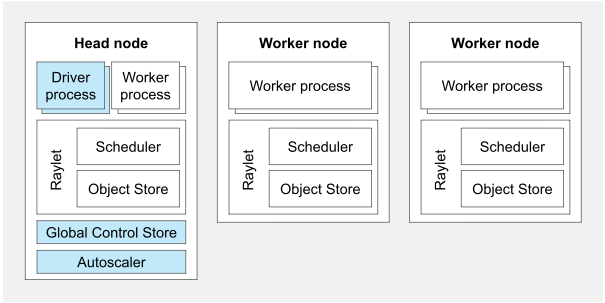 Head node
Driver
process
Worker
process
Raylet
Scheduler
Object Store
Global Control Store
Autoscaler
Worker node
Worker process
Raylet
Scheduler
Object Store
Worker node
Worker process
Raylet
Scheduler
Object Store